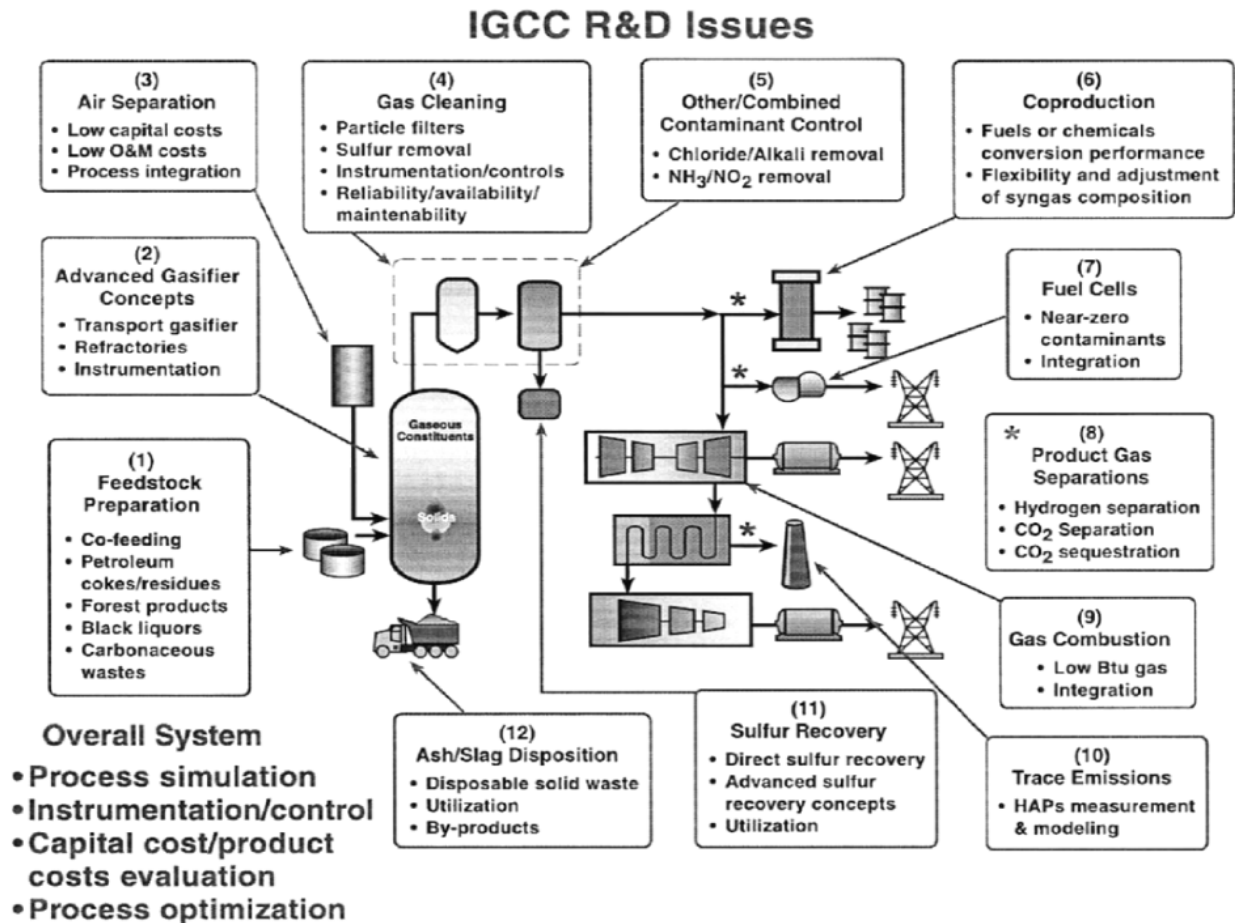 IGCC R&D Issues
(3)
Air Separation
• Low capital costs
• Low O&M costs
• Process integration
(4)
Gas Cleaning
• Particle filters
• Sulfur removal
• Instrumentation/controls
• Reliability/availability/
maintenability
(5)
Other/Combined
Contaminant Control
• Chloride/Alkali removal
• NH3/NO2 removal
(6)
Coproduction
• Fuels or chemicals
conversion performance
• Flexibility and adjustment
of syngas composition
(2)
Advanced Gasifier
Concepts
• Transport gasifier
• Refractories
• Instrumentation
(7)
Fuel Cells
• Near-zero
contaminants
• Integration
*
*
Gaseous
Constituents
Solids
(1)
Feedstock
Preparation
• Co-feeding
• Petroleum
cokes/residues
• Forest products
• Black liquors
• Carbonaceous
wastes
* (8)
Product Gas
Separations
• Hydrogen separation
• CO2 Separation
• CO2 sequestration
*
(9)
Gas Combustion
• Low Btu gas
• Integration
(12)
Ash/Slag Disposition
• Disposable solid waste
• Utilization
• By-products
(11)
Sulfur Recovery
• Direct sulfur recovery
• Advanced sulfur
recovery concepts
• Utilization
(10)
Trace Emissions
• HAPs measurement
& modeling
Overall System
• Process simulation
• Instrumentation/control
• Capital cost/product
costs evaluation
• Process optimization